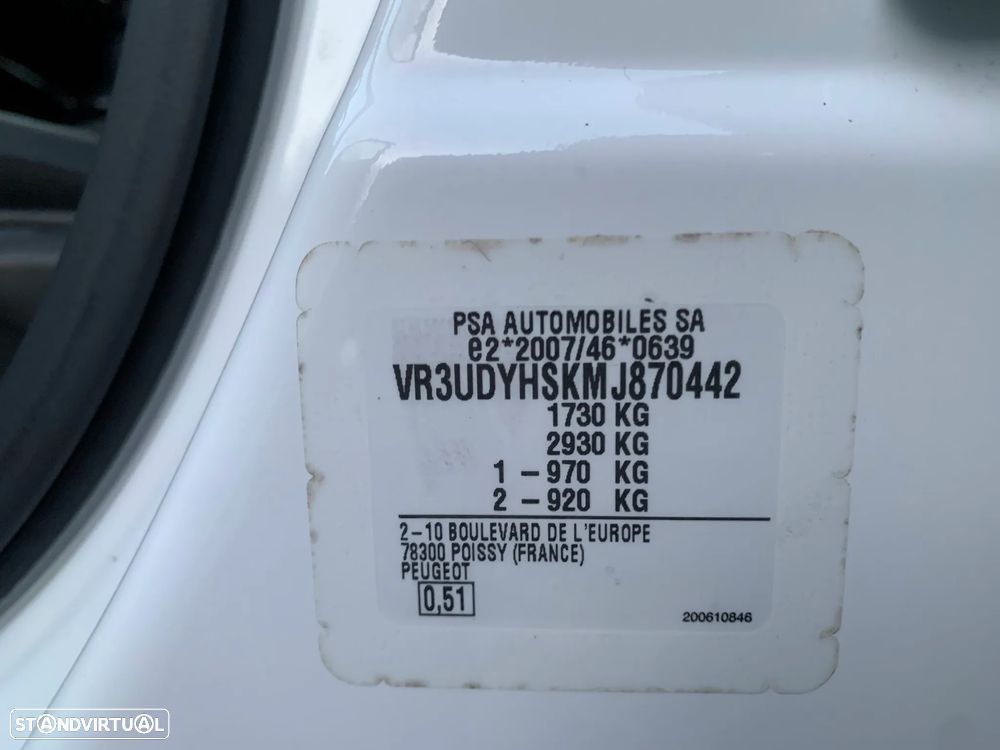 PSA AUTOMOBILES SA
e2*2007/46*0639
VR3UDYHSKMJ870442
1730 KG
2930 KG
1 – 970 KG
2 – 920 KG
2–10 BOULEVARD DE L'EUROPE
78300 POISSY (FRANCE)
PEUGEOT
0,51
200610846
STANDVIRTUAL